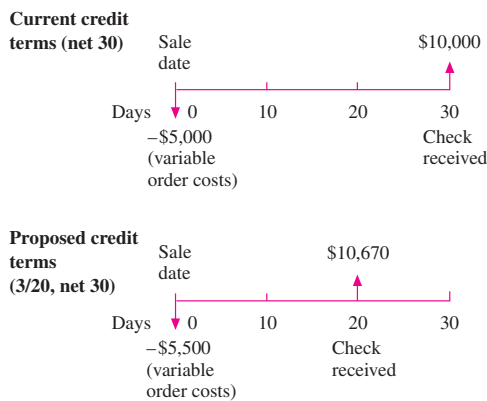 Current credit
terms (net 30)
Sale
date
$10,000
Days 0 10 20 30
–$5,000
(variable
order costs)
Check
received
Proposed credit
terms
(3/20, net 30)
Sale
date
$10,670
Days 0 10 20 30
–$5,500
(variable
order costs)
Check
received